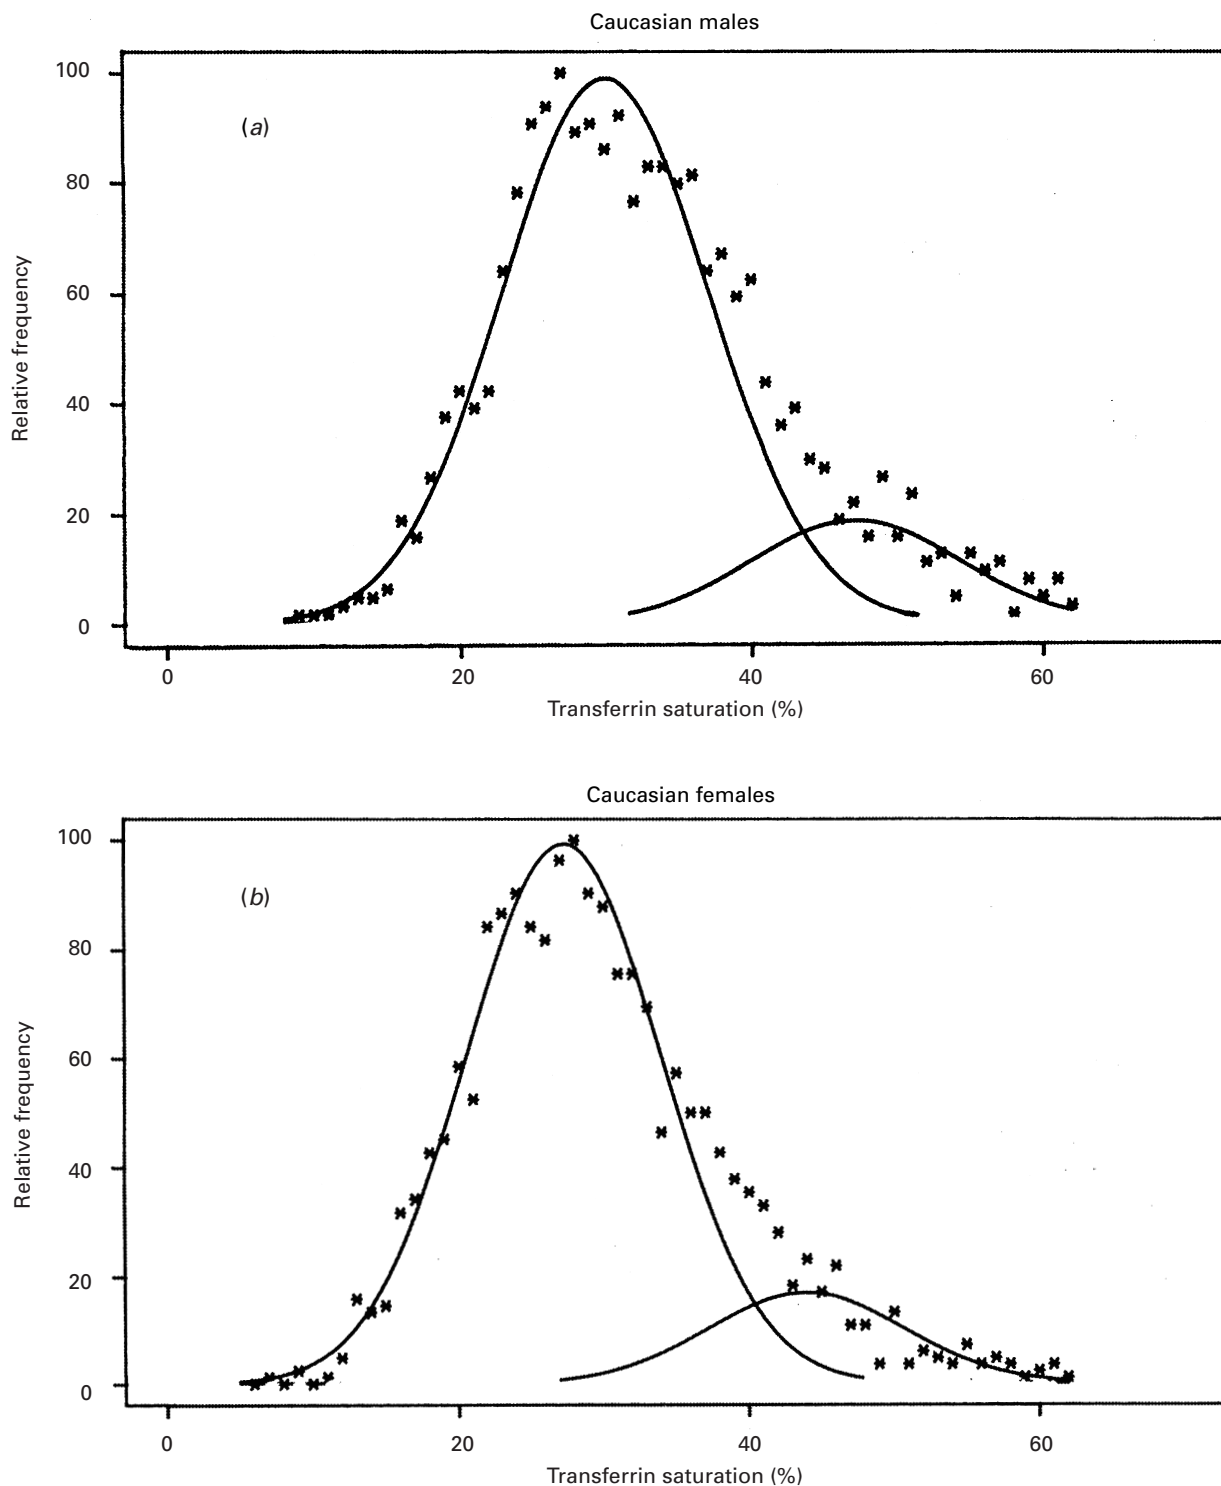 Caucasian males
(a)
100
80
60
40
20
0
Relative frequency
0 20 40 60
Transferrin saturation (%)
Caucasian females
(b)
100
80
60
40
20
0
Relative frequency
0 20 40 60
Transferrin saturation (%)